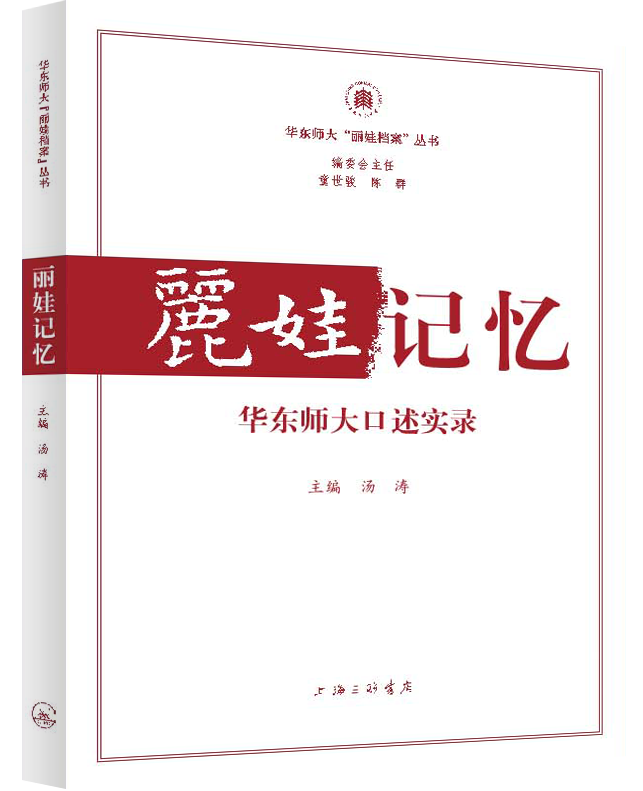 华东师大“丽娃档案”丛书
编委会主任
童世骏 陈 群
麗娃记忆
华东师大口述实录
主编 汤 涛
上海三联书店
华东师大『丽娃档案』丛书
丽娃记忆
主编 汤 涛